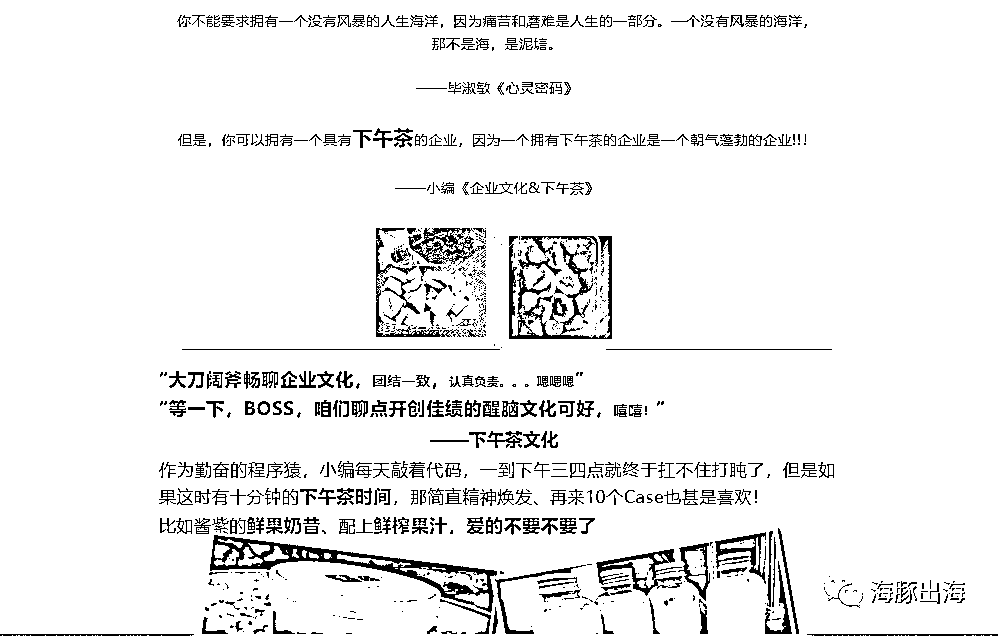 你不能要求拥有一个没有风暴的人生海洋，因为痛苦和磨难是人生的一部分。一个没有风暴的海洋，
那不是海，是泥塘。
——毕淑敏《心灵密码》
但是，你可以拥有一个具有下午茶的企业，因为一个拥有下午茶的企业是一个朝气蓬勃的企业!!!
——小编《企业文化&下午茶》
“大刀阔斧畅聊企业文化，团结一致，认真负责。。。嗯嗯嗯”
“等一下，BOSS，咱们聊点开创佳绩的醒脑文化可好，嘻嘻！”
——下午茶文化
作为勤奋的程序猿，小编每天敲着代码，一到下午三四点就终于扛不住打盹了，但是如
果这时有十分钟的下午茶时间，那简直精神焕发、再来10个Case也甚是喜欢！
比如酱紫的鲜果奶昔、配上鲜榨果汁，爱的不要不要了
海豚出海